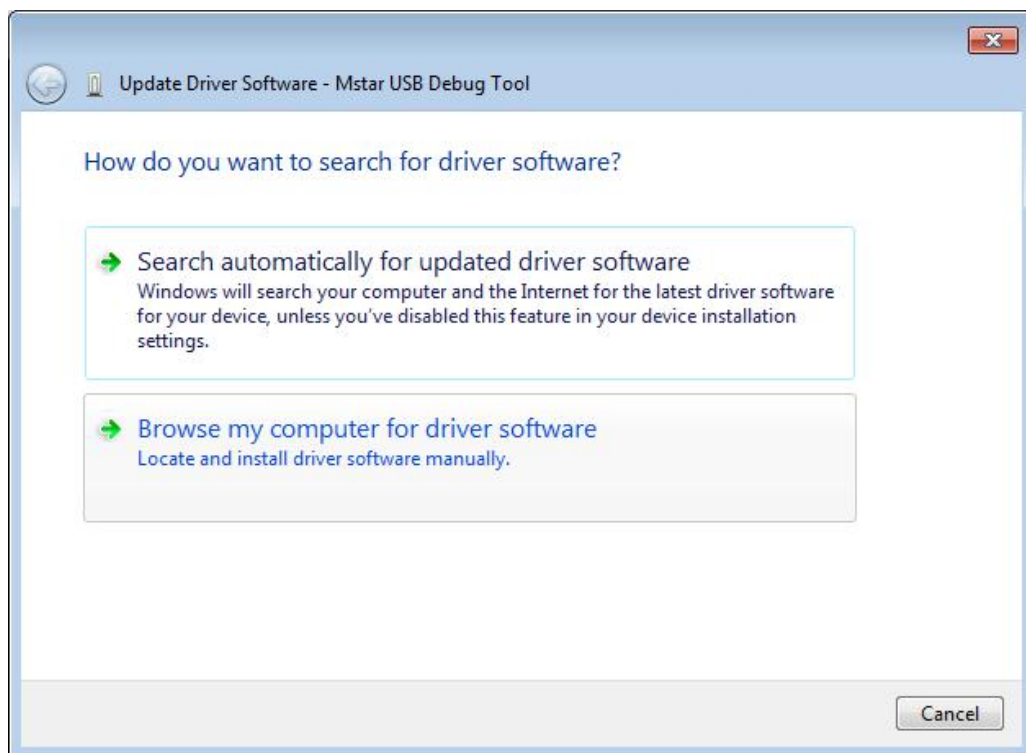 Update Driver Software - Mstar USB Debug Tool
How do you want to search for driver software?
Search automatically for updated driver software
Windows will search your computer and the Internet for the latest driver software
for your device, unless you've disabled this feature in your device installation
settings.
Browse my computer for driver software
Locate and install driver software manually.
Cancel